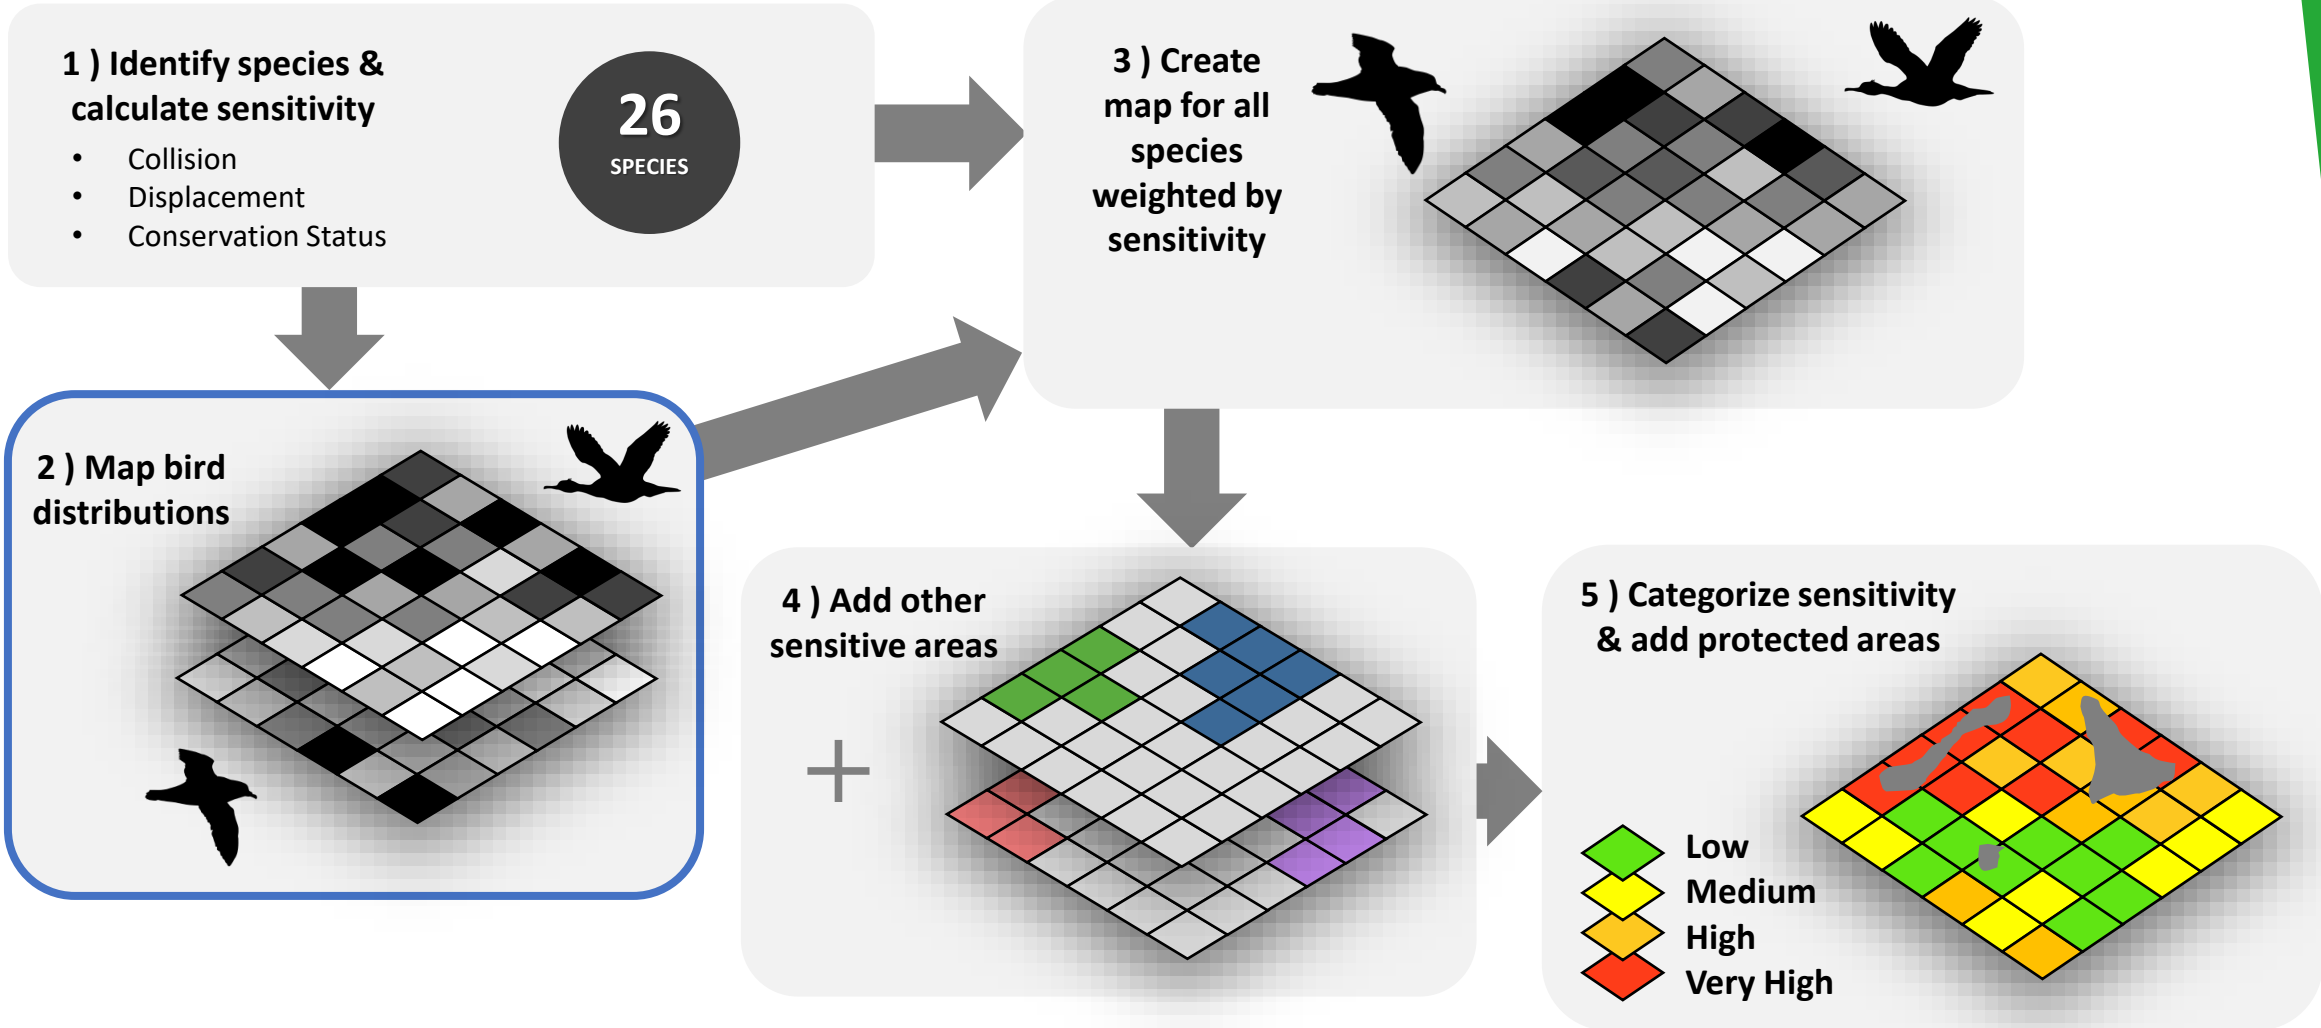 1 ) Identify species &
calculate sensitivity
• Collision
• Displacement
• Conservation Status
26
SPECIES
2 ) Map bird
distributions
3 ) Create
map for all
species
weighted by
sensitivity
4 ) Add other
sensitive areas
+
5 ) Categorize sensitivity
& add protected areas
Low
Medium
High
Very High